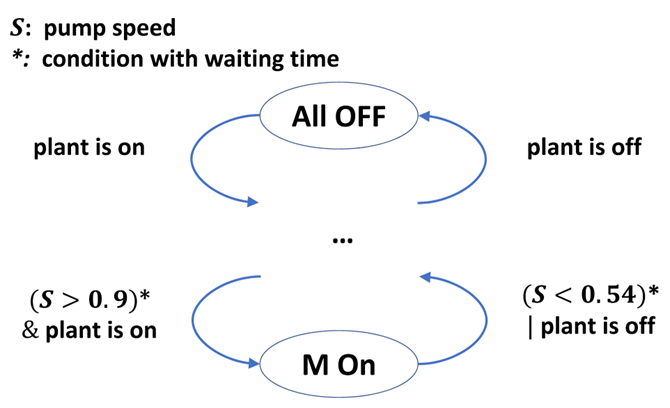 S: pump speed
*: condition with waiting time
All OFF
plant is on
plant is off
...
(S > 0.9)*
& plant is on
(S < 0.54)*
| plant is off
M On